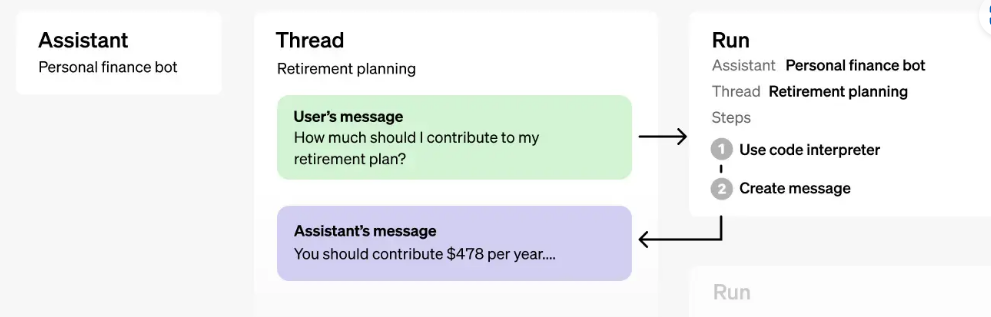 Assistant
Personal finance bot
Thread
Retirement planning
User's message
How much should I contribute to my
retirement plan?
Assistant's message
You should contribute $478 per year....
Run
Assistant Personal finance bot
Thread Retirement planning
Steps
1 Use code interpreter
2 Create message
Run